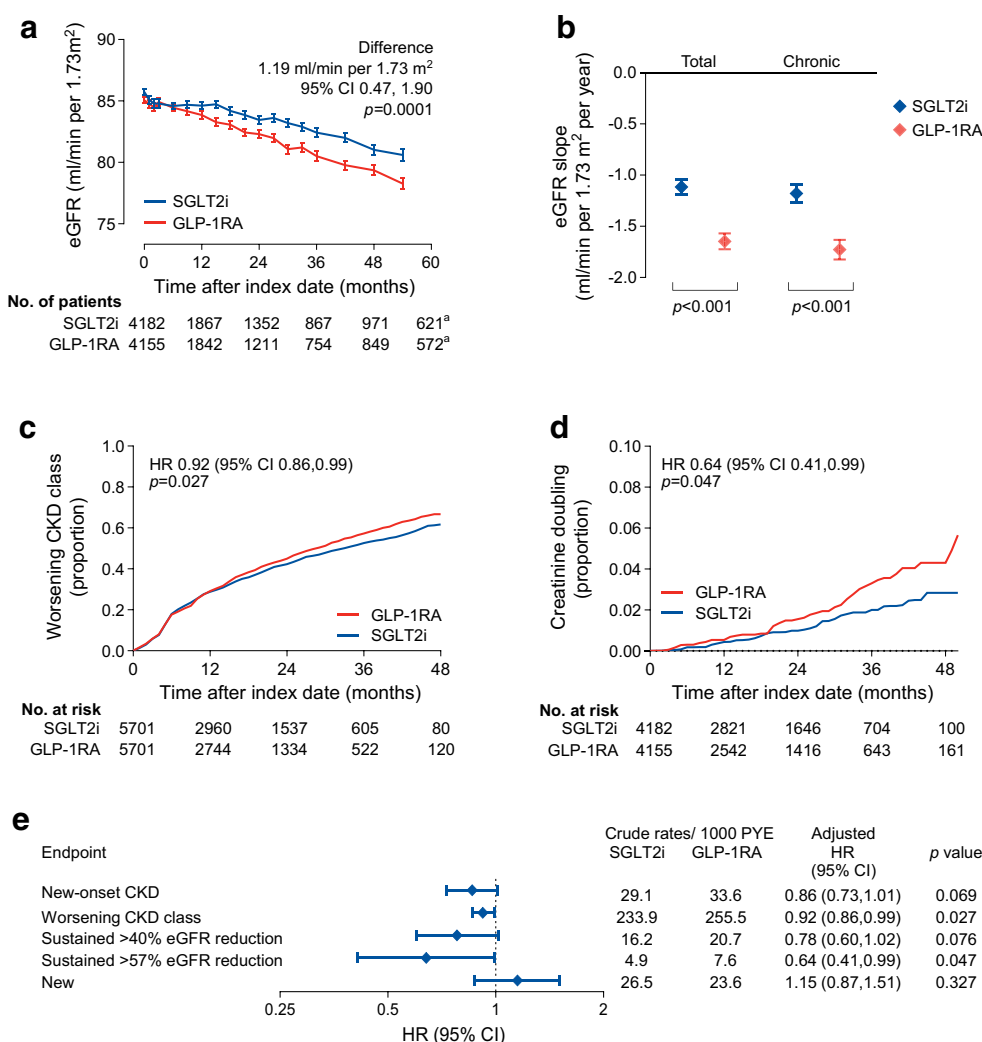 a
90
85
80
75
eGFR (ml/min per 1.73m²)
Difference
1.19 ml/min per 1.73 m²
95% CI 0.47, 1.90
p=0.0001
SGLT2i
GLP-1RA
0 12 24 36 48 60
Time after index date (months)
No. of patients
SGLT2i 4182 1867 1352 867 971 621ᵃ
GLP-1RA 4155 1842 1211 754 849 572ᵃ
b
Total Chronic
0.0
-0.5
-1.0
-1.5
-2.0
eGFR slope
(ml/min per 1.73 m² per year)
SGLT2i
GLP-1RA
p<0.001 p<0.001
c
1.0
0.8
0.6
0.4
0.2
0.0
Worsening CKD class
(proportion)
HR 0.92 (95% CI 0.86,0.99)
p=0.027
GLP-1RA
SGLT2i
0 12 24 36 48
Time after index date (months)
No. at risk
SGLT2i 5701 2960 1537 605 80
GLP-1RA 5701 2744 1334 522 120
d
0.10
0.08
0.06
0.04
0.02
0.00
Creatinine doubling
(proportion)
HR 0.64 (95% CI 0.41,0.99)
p=0.047
GLP-1RA
SGLT2i
0 12 24 36 48
Time after index date (months)
No. at risk
SGLT2i 4182 2821 1646 704 100
GLP-1RA 4155 2542 1416 643 161
e
Crude rates/ 1000 PYE Adjusted
Endpoint SGLT2i GLP-1RA HR p value
(95% CI)
New-onset CKD 29.1 33.6 0.86 (0.73,1.01) 0.069
Worsening CKD class 233.9 255.5 0.92 (0.86,0.99) 0.027
Sustained >40% eGFR reduction 16.2 20.7 0.78 (0.60,1.02) 0.076
Sustained >57% eGFR reduction 4.9 7.6 0.64 (0.41,0.99) 0.047
New 26.5 23.6 1.15 (0.87,1.51) 0.327
0.25 0.5 1 2
HR (95% CI)